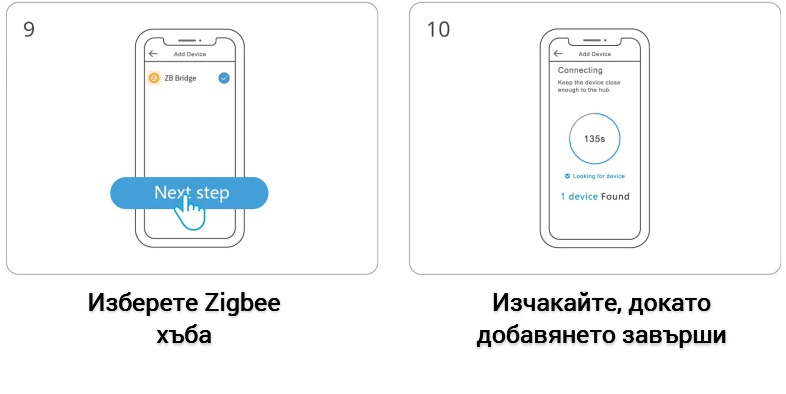 9
Add Device
ZB Bridge
Next step
Изберете Zigbee
хъба
10
Add Device
Connecting
Keep the device close
enough to the hub.
135s
Looking for device
1 device Found
Изчакайте, докато
добавянето завърши